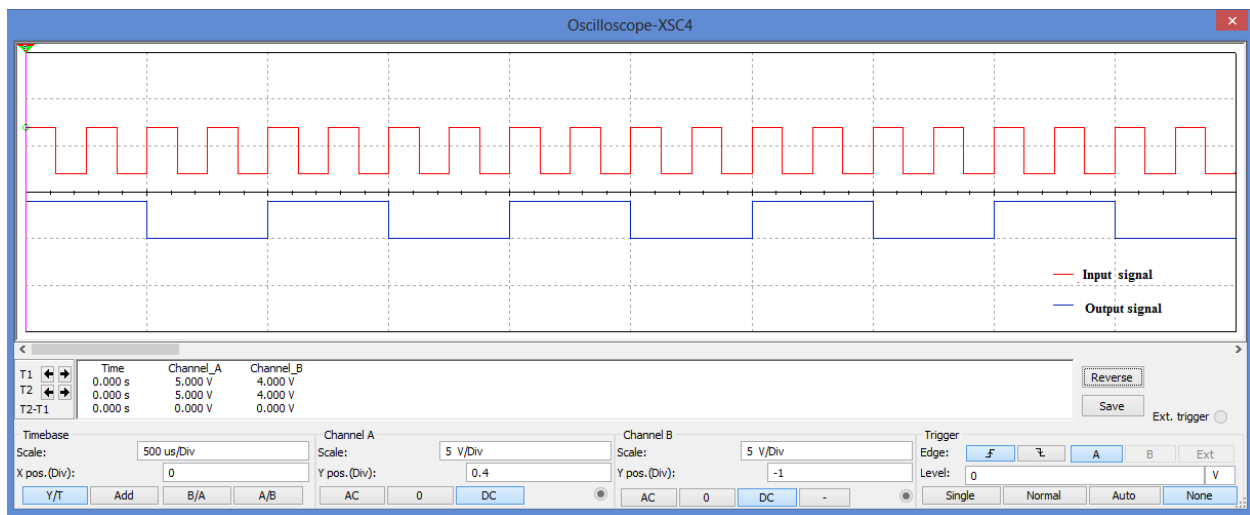 Oscilloscope-XSC4
Input signal
Output signal
Time Channel_A Channel_B
T1 0.000 s 5.000 V 4.000 V
T2 0.000 s 5.000 V 4.000 V
T2-T1 0.000 s 0.000 V 0.000 V
Reverse
Save
Ext. trigger
Timebase
Scale: 500 us/Div
X pos.(Div): 0
Y/T Add B/A A/B
Channel A
Scale: 5 V/Div
Y pos.(Div): 0.4
AC 0 DC
Channel B
Scale: 5 V/Div
Y pos.(Div): -1
AC 0 DC -
Trigger
Edge: A B Ext
Level: 0 V
Single Normal Auto None